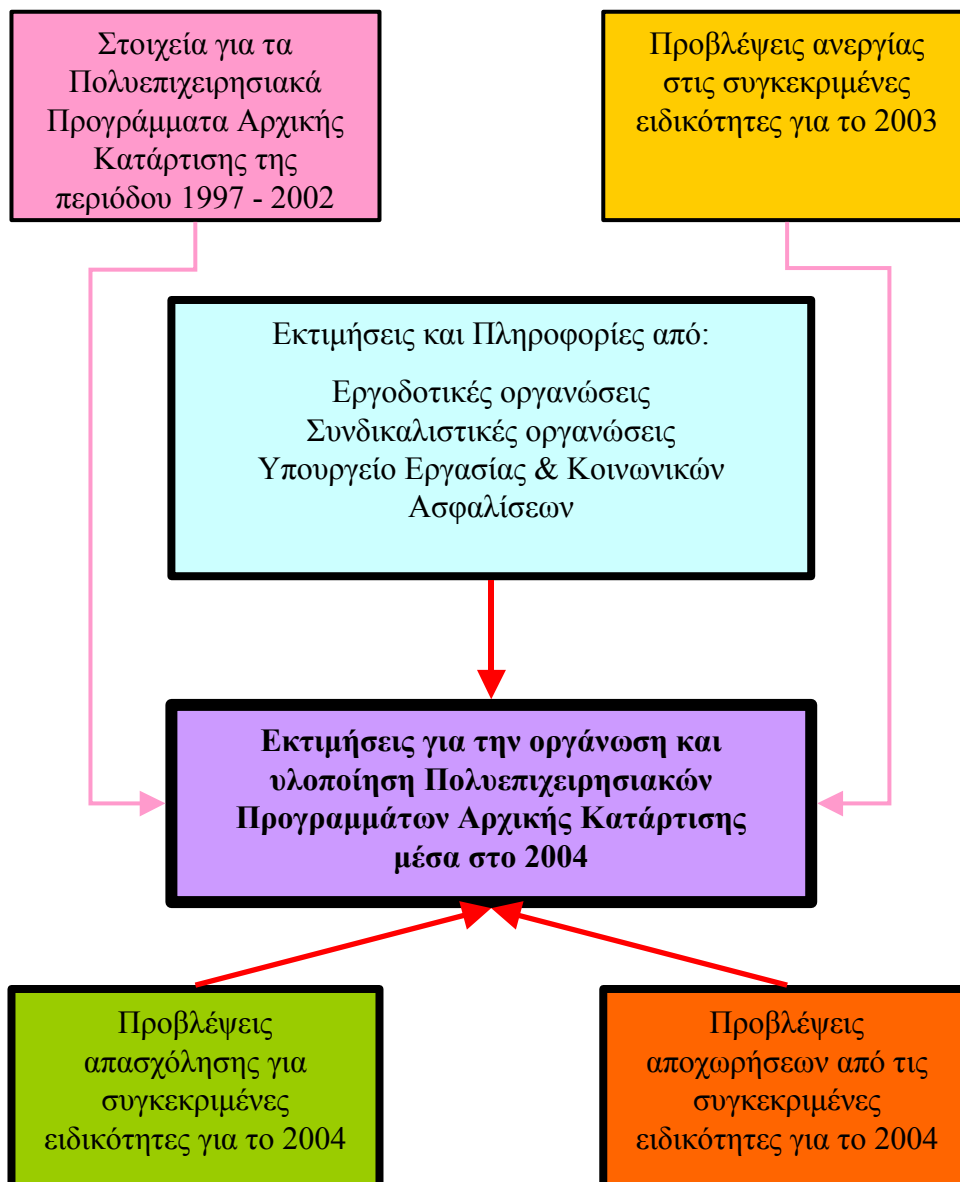 Στοιχεία για τα
Πολυεπιχειρησιακά
Προγράμματα Αρχικής
Κατάρτισης της
περιόδου 1997 - 2002
Προβλέψεις ανεργίας
στις συγκεκριμένες
ειδικότητες για το 2003
Εκτιμήσεις και Πληροφορίες από:
Εργοδοτικές οργανώσεις
Συνδικαλιστικές οργανώσεις
Υπουργείο Εργασίας & Κοινωνικών
Ασφαλίσεων
Εκτιμήσεις για την οργάνωση και
υλοποίηση Πολυεπιχειρησιακών
Προγραμμάτων Αρχικής Κατάρτισης
μέσα στο 2004
Προβλέψεις
απασχόλησης για
συγκεκριμένες
ειδικότητες για το 2004
Προβλέψεις
αποχωρήσεων από τις
συγκεκριμένες
ειδικότητες για το 2004